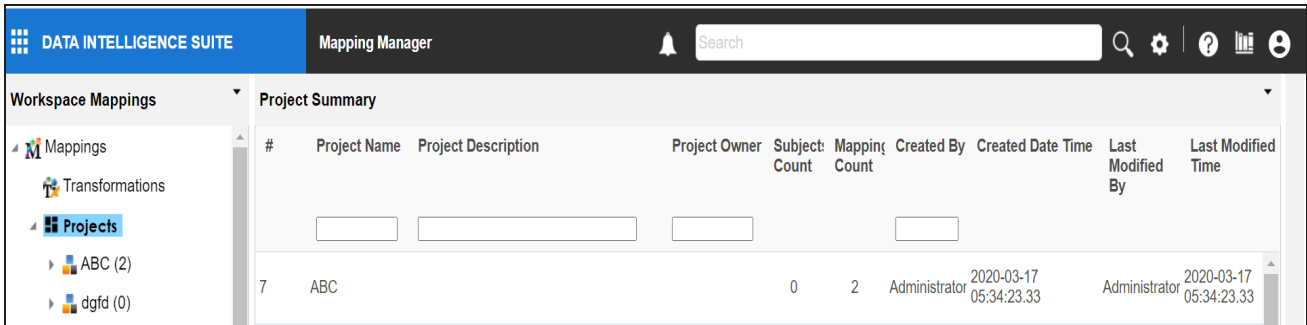 DATA INTELLIGENCE SUITE
Mapping Manager
Search
Workspace Mappings
Project Summary
Mappings
Transformations
Projects
ABC (2)
dgfd (0)
# Project Name Project Description Project Owner Subjects Mapping Created By Created Date Time Last Last Modified
Count Count Modified Time
By
7 ABC 0 2 Administrator 2020-03-17 05:34:23.33 Administrator 2020-03-17 05:34:23.33